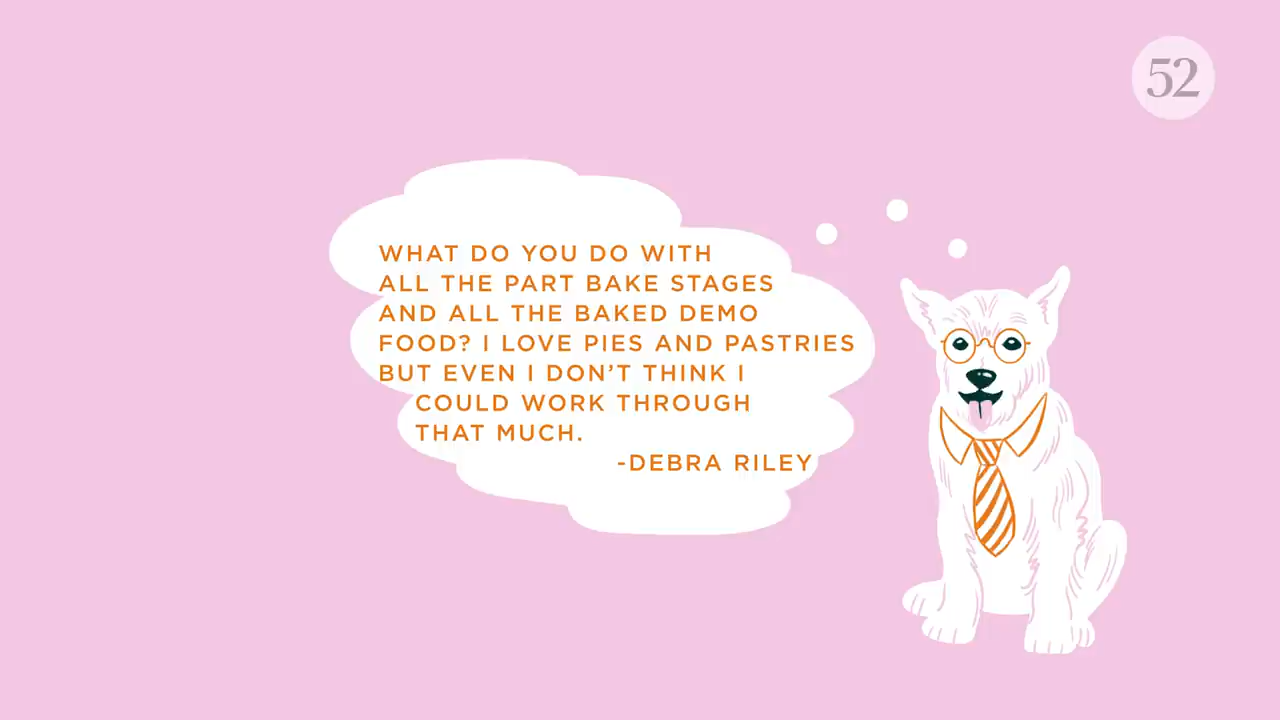 52
WHAT DO YOU DO WITH
ALL THE PART BAKE STAGES
AND ALL THE BAKED DEMO
FOOD? I LOVE PIES AND PASTRIES
BUT EVEN I DON’T THINK I
COULD WORK THROUGH
THAT MUCH.
-DEBRA RILEY